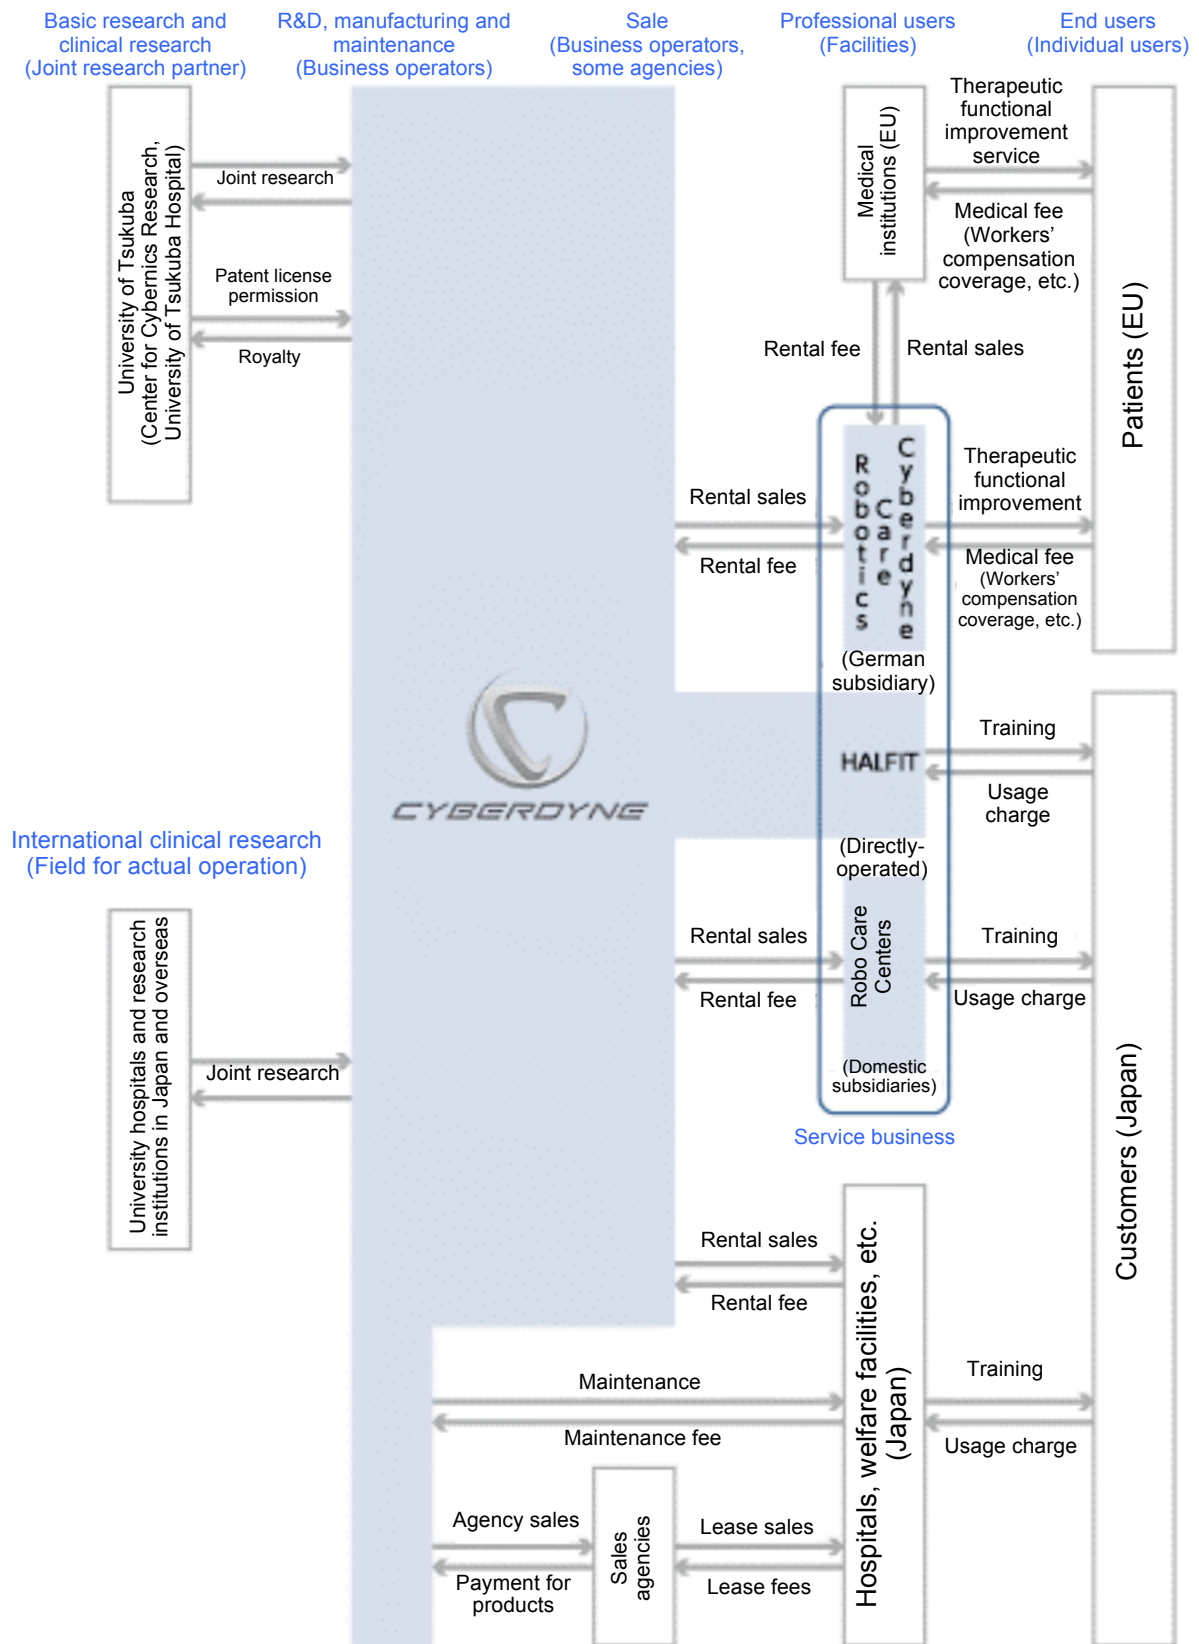 Basic research and
clinical research
(Joint research partner)
R&D, manufacturing and
maintenance
(Business operators)
Sale
(Business operators,
some agencies)
Professional users
(Facilities)
End users
(Individual users)
University of Tsukuba
(Center for Cybernics Research,
University of Tsukuba Hospital)
Joint research
Patent license
permission
Royalty
Medical
institutions (EU)
Therapeutic
functional
improvement
service
Medical fee
(Workers’
compensation
coverage, etc.)
Patients (EU)
Rental fee
Rental sales
Rental sales
Rental fee
Cyberdyne
Care
Robotics
(German
subsidiary)
Therapeutic
functional
improvement
Medical fee
(Workers’
compensation
coverage, etc.)
CYBERDYNE
HALFIT
(Directly-
operated)
Training
Usage
charge
International clinical research
(Field for actual operation)
University hospitals and research
institutions in Japan and overseas
Joint research
Rental sales
Rental fee
Robo Care
Centers
(Domestic
subsidiaries)
Training
Usage charge
Service business
Customers (Japan)
Rental sales
Rental fee
Hospitals, welfare facilities, etc.
(Japan)
Maintenance
Maintenance fee
Training
Usage charge
Agency sales
Payment for
products
Sales
agencies
Lease sales
Lease fees